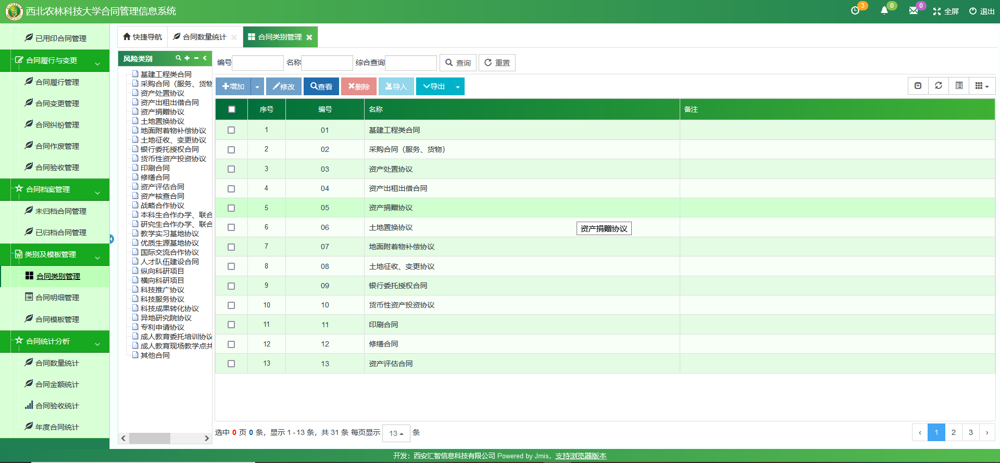 西北农林科技大学合同管理信息系统
3
0
0
全屏
退出
已用印合同管理
合同履行与变更
合同履行管理
合同变更管理
合同纠纷管理
合同作废管理
合同验收管理
合同档案管理
未归档合同管理
已归档合同管理
类别及模板管理
合同类别管理
合同明细管理
合同模板管理
合同统计分析
合同数量统计
合同金额统计
合同验收统计
年度合同统计
快捷导航
合同数量统计
合同类别管理
风险类别
基建工程类合同
采购合同（服务、货物
资产处置协议
资产出租出借合同
资产捐赠协议
土地置换协议
地面附着物补偿协议
土地征收、变更协议
银行委托授权合同
货币性资产投资协议
印刷合同
修缮合同
资产评估合同
资产核查合同
战略合作协议
本科生合作办学、联合
研究生合作办学、联合
教学实习基地协议
优质生源基地协议
国际交流合作协议
人才队伍建设合同
纵向科研项目
横向科研项目
科技推广协议
科技服务协议
科技成果转化协议
异地研究院协议
专利申请协议
成人教育委托培训协议
成人教育现场教学点共
其他合同
编号 名称 综合查询 查询 重置
增加 修改 查看 删除 导入 导出
序号 编号 名称 备注
1 01 基建工程类合同
2 02 采购合同（服务、货物）
3 03 资产处置协议
4 04 资产出租出借合同
5 05 资产捐赠协议
6 06 土地置换协议
资产捐赠协议
7 07 地面附着物补偿协议
8 08 土地征收、变更协议
9 09 银行委托授权合同
10 10 货币性资产投资协议
11 11 印刷合同
12 12 修缮合同
13 13 资产评估合同
选中 0 页 0 条，显示 1 - 13 条，共 31 条 每页显示 13 条
‹ 1 2 3 ›
开发：西安汇智信息科技有限公司 Powered by Jmis，支持浏览器版本